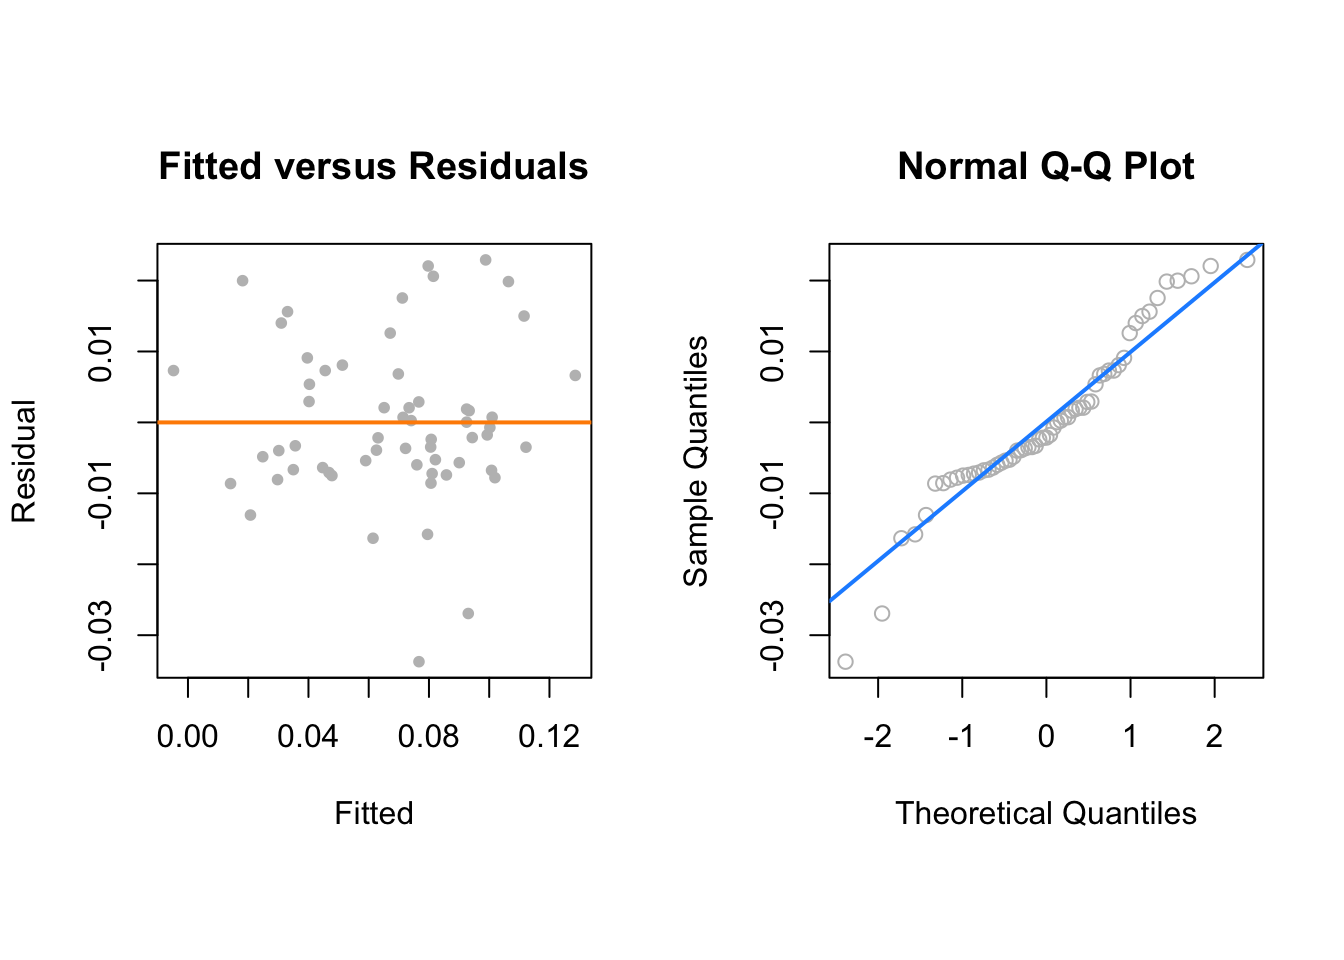 Fitted versus Residuals
Residual
0.01
-0.01
-0.03
0.00 0.04 0.08 0.12
Fitted
Normal Q-Q Plot
Sample Quantiles
0.01
-0.01
-0.03
-2 -1 0 1 2
Theoretical Quantiles